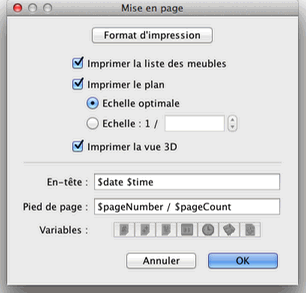 Mise en page
Format d'impression
Imprimer la liste des meubles
Imprimer le plan
Echelle optimale
Echelle : 1 /
Imprimer la vue 3D
En-tête : $date $time
Pied de page : $pageNumber / $pageCount
Variables :
Annuler OK